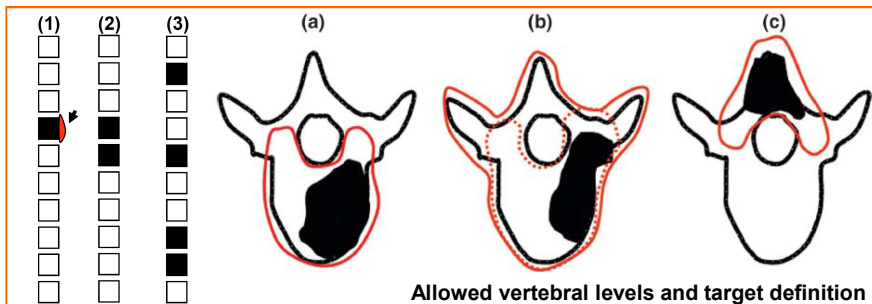 (1) (2) (3) (a) (b) (c)
Allowed vertebral levels and target definition